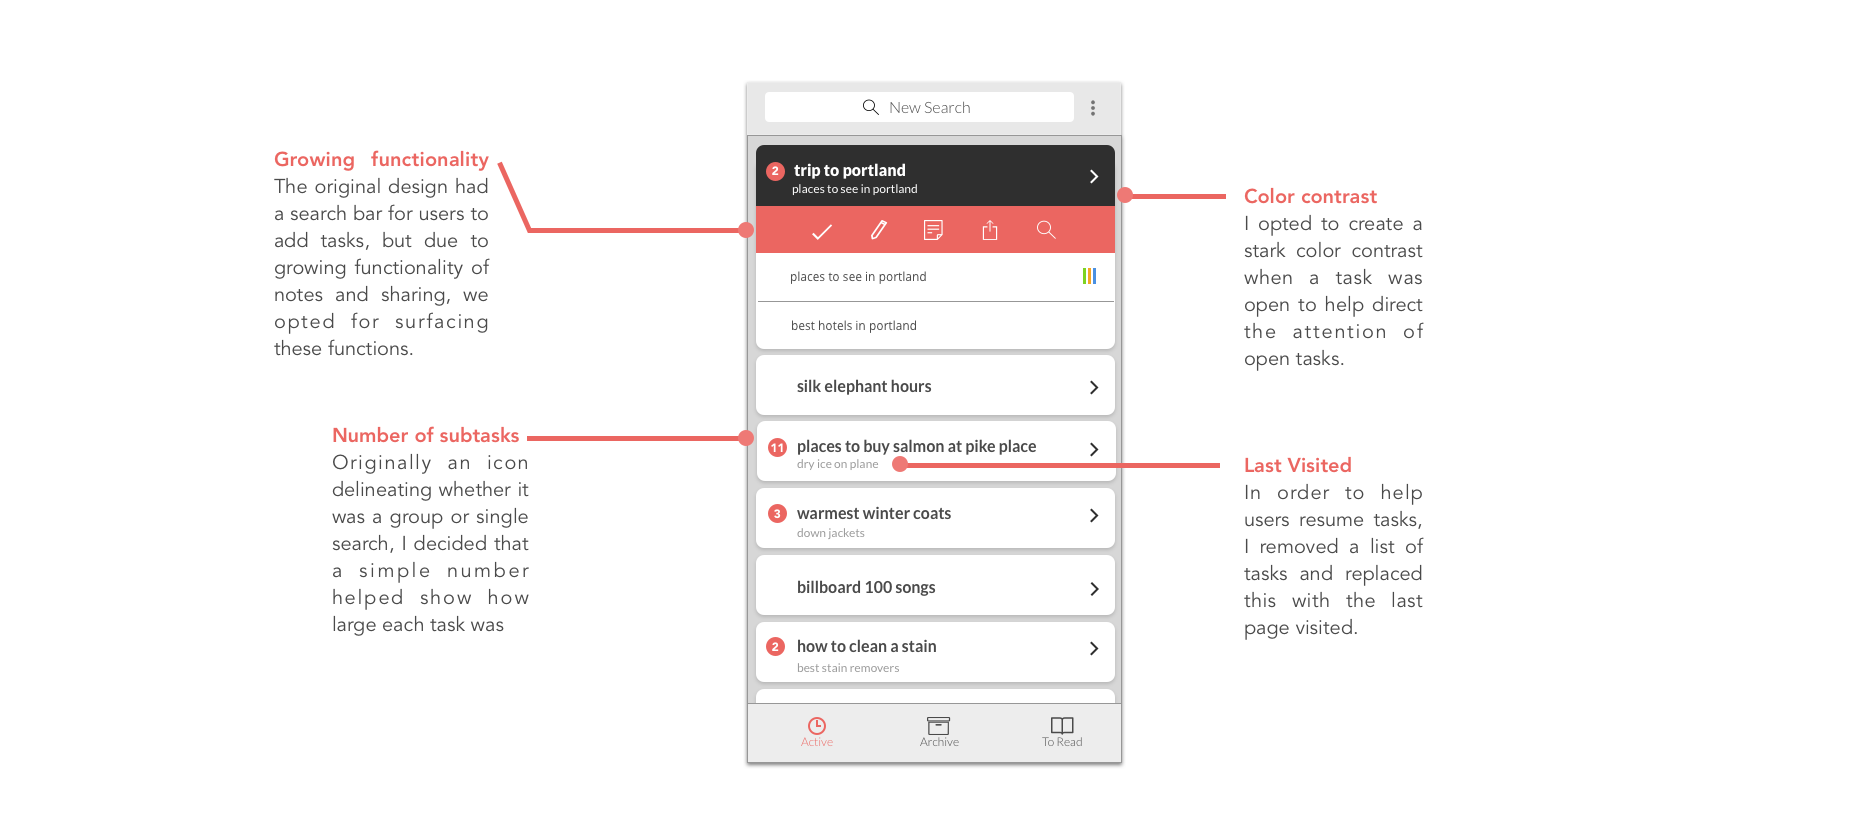 New Search
Growing functionality
The original design had
a search bar for users to
add tasks, but due to
growing functionality of
notes and sharing, we
opted for surfacing
these functions.
Number of subtasks
Originally an icon
delineating whether it
was a group or single
search, I decided that
a simple number
helped show how
large each task was
2 trip to portland
places to see in portland
places to see in portland
best hotels in portland
silk elephant hours
11 places to buy salmon at pike place
dry ice on plane
3 warmest winter coats
down jackets
billboard 100 songs
2 how to clean a stain
best stain removers
Active Archive To Read
Color contrast
I opted to create a
stark color contrast
when a task was
open to help direct
the attention of
open tasks.
Last Visited
In order to help
users resume tasks,
I removed a list of
tasks and replaced
this with the last
page visited.